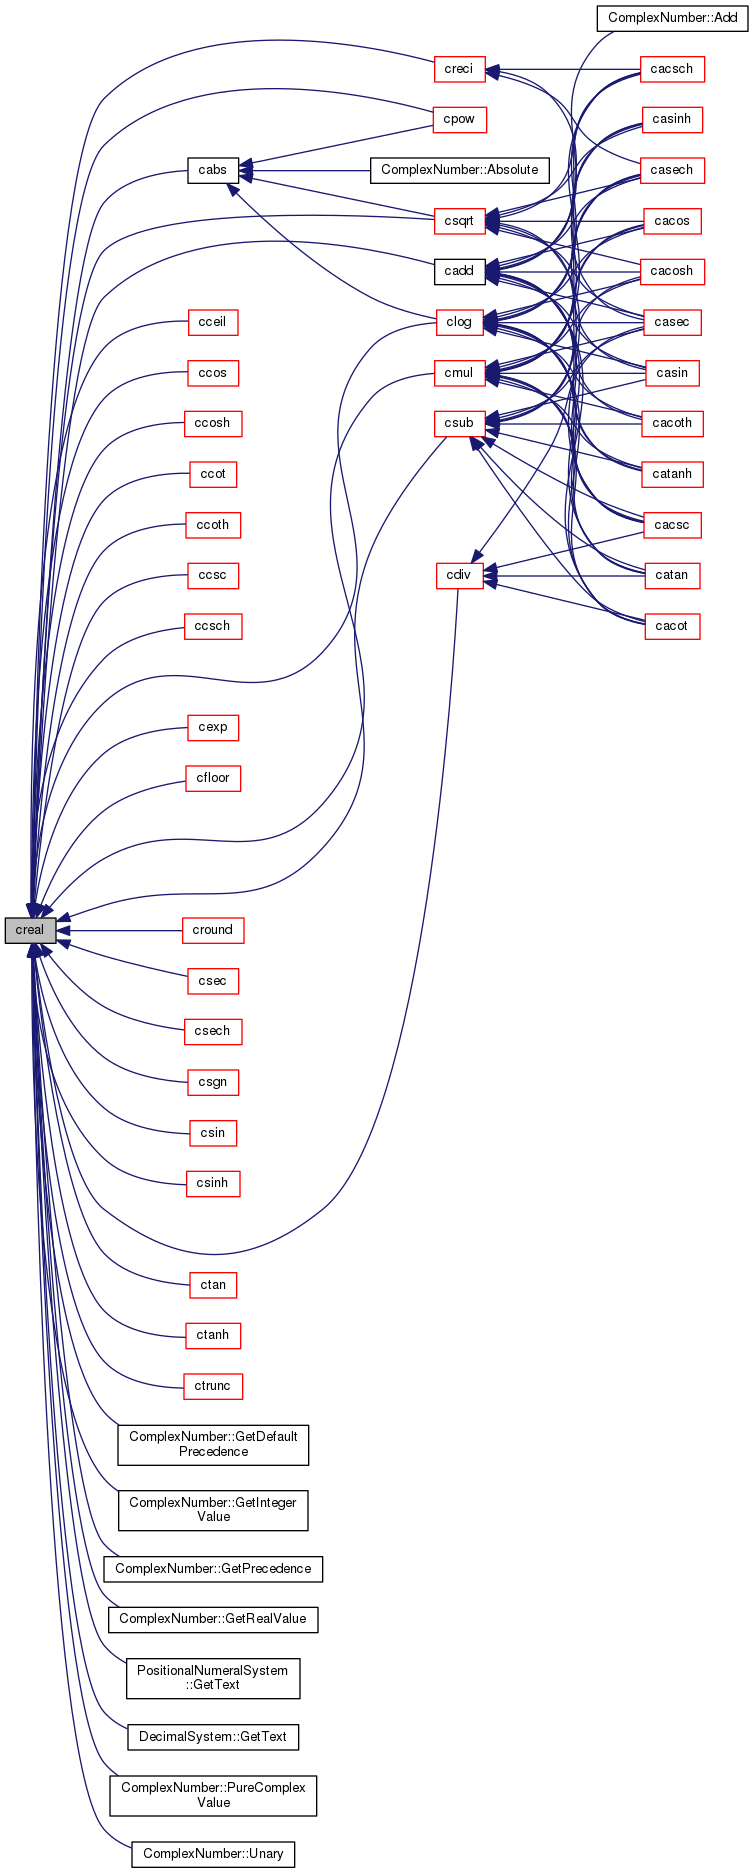 ComplexNumber::Add
creci
cacsch
cpow
casinh
cabs
ComplexNumber::Absolute
casech
csqrt
cacos
cadd
cacosh
cceil
clog
casec
ccos
cmul
casin
ccosh
csub
cacoth
ccot
catanh
ccoth
cacsc
ccsc
cdiv
catan
ccsch
cacot
cexp
cfloor
creal
cround
csec
csech
csgn
csin
csinh
ctan
ctanh
ctrunc
ComplexNumber::GetDefault
Precedence
ComplexNumber::GetInteger
Value
ComplexNumber::GetPrecedence
ComplexNumber::GetRealValue
PositionalNumeralSystem
::GetText
DecimalSystem::GetText
ComplexNumber::PureComplex
Value
ComplexNumber::Unary